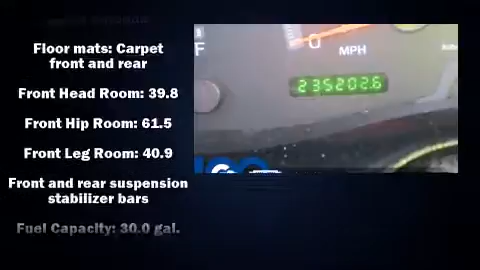 Floor mats: Carpet
front and rear
Front Head Room: 39.8
Front Hip Room: 61.5
Front Leg Room: 40.9
Front and rear suspension
stabilizer bars
Fuel Capacity: 30.0 gal.
F
0
MPH
235202.6